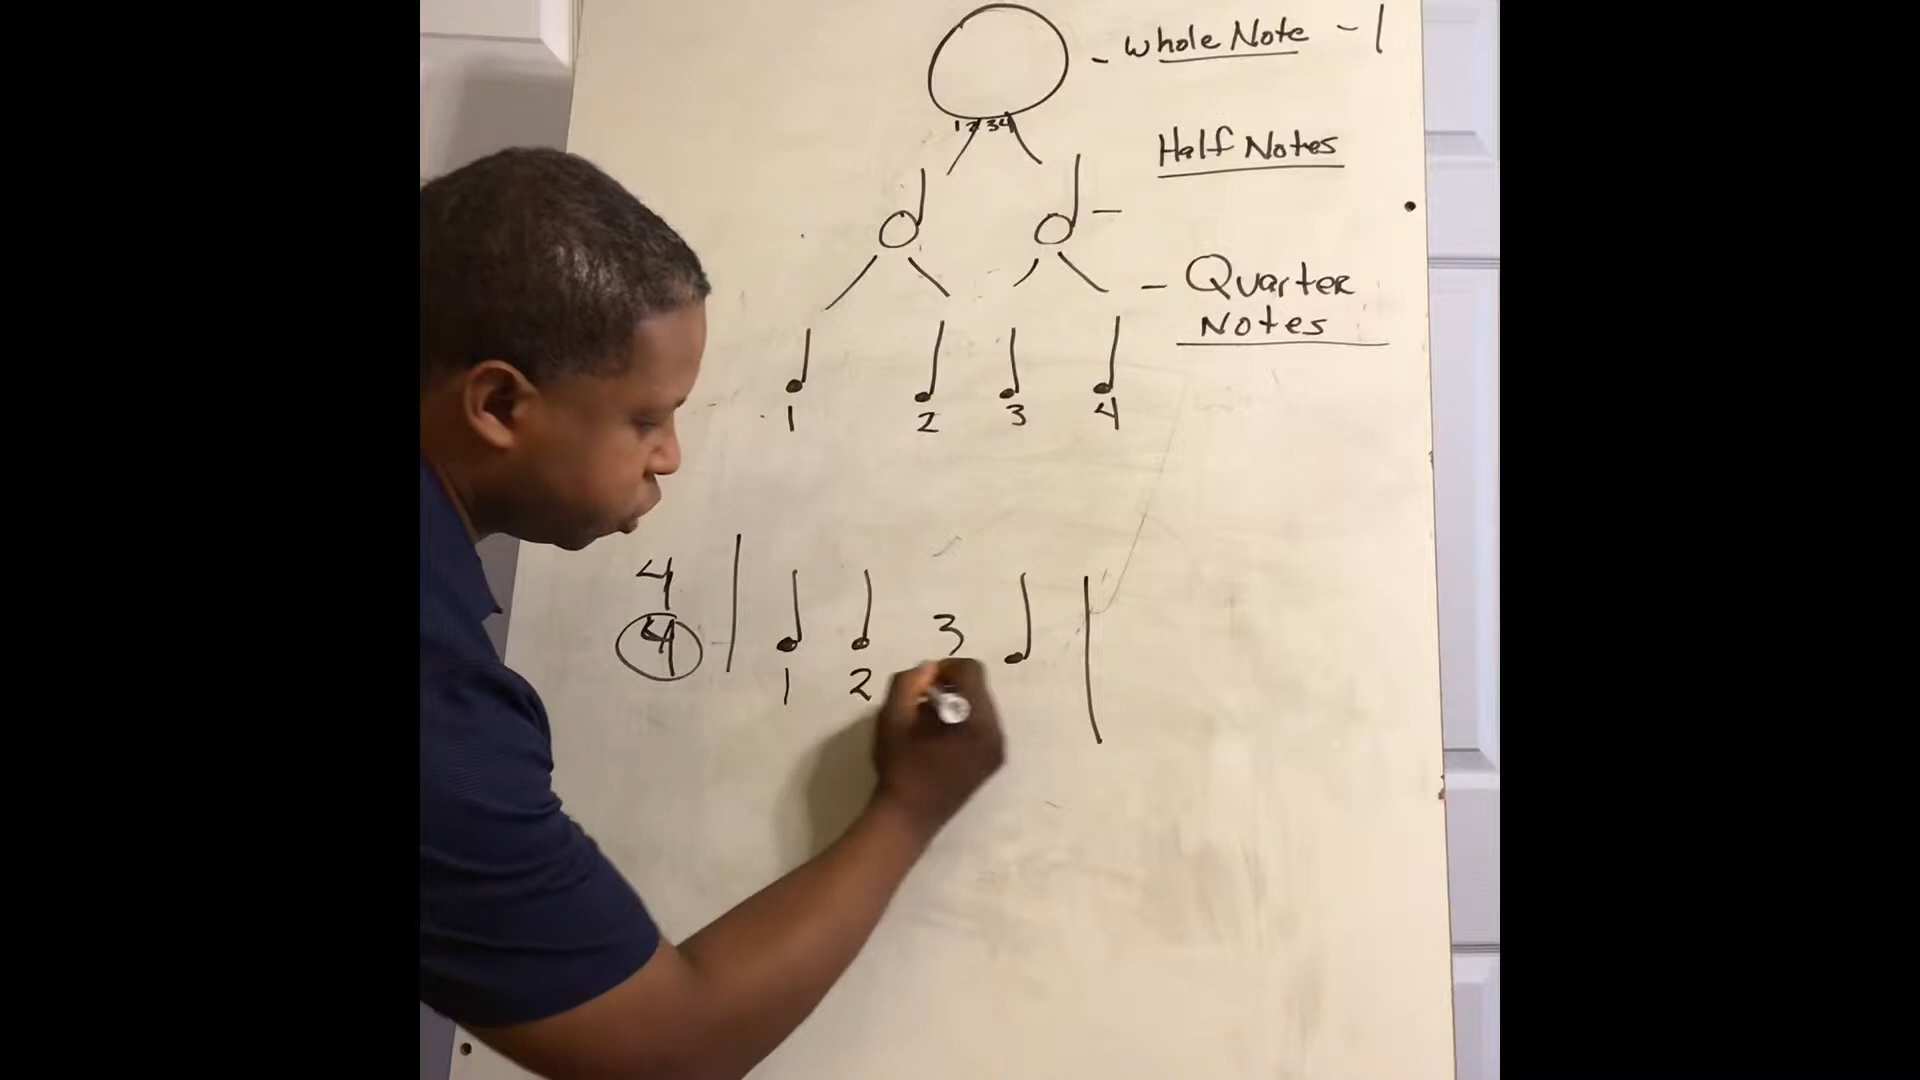 - Whole Note - 1
1 2 3 4
Half Notes
- Quarter
Notes
1 2 3 4
4
4
3
1 2